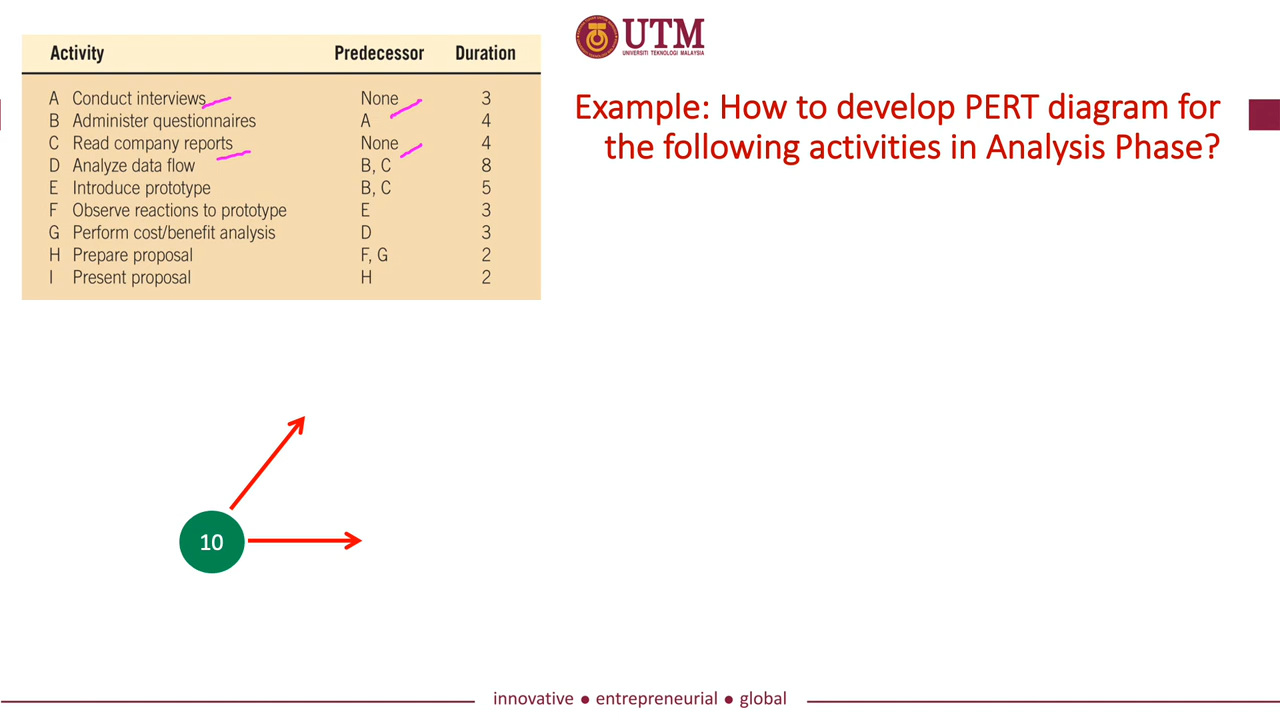 Activity Predecessor Duration
A Conduct interviews None 3
B Administer questionnaires A 4
C Read company reports None 4
D Analyze data flow B, C 8
E Introduce prototype B, C 5
F Observe reactions to prototype E 3
G Perform cost/benefit analysis D 3
H Prepare proposal F, G 2
I Present proposal H 2
UTM
UNIVERSITI TEKNOLOGI MALAYSIA
Example: How to develop PERT diagram for
the following activities in Analysis Phase?
10
innovative ● entrepreneurial ● global